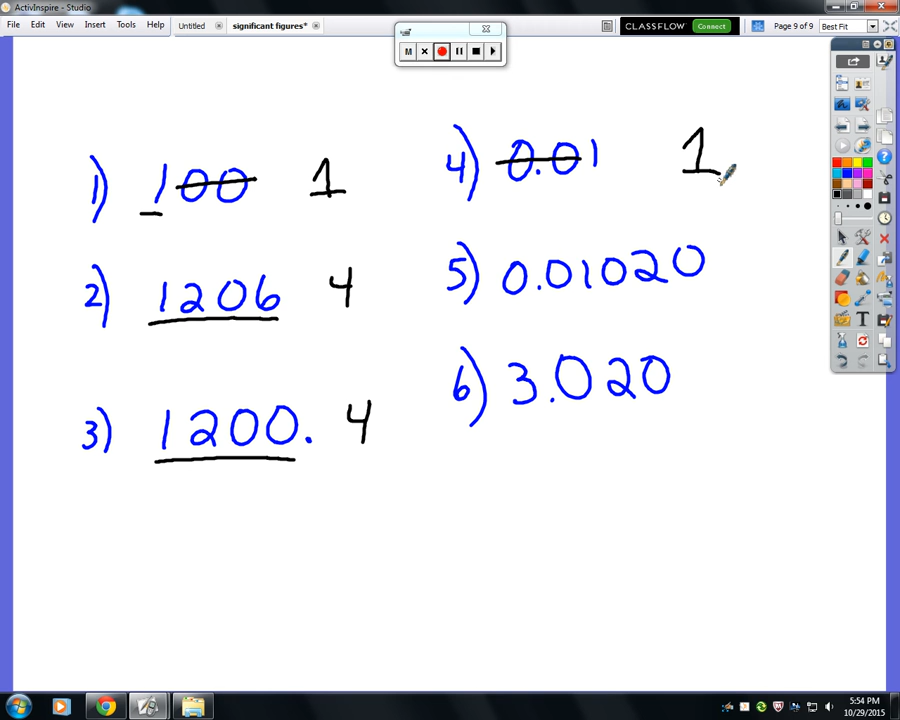 ActivInspire - Studio
File Edit View Insert Tools Help
Untitled
significant figures*
CLASSFLOW Connect
Page 9 of 9
Best Fit
M
1) 100 1
2) 1206 4
3) 1200. 4
4) 0.01 1
5) 0.01020
6) 3.020
T
5:54 PM
10/29/2015